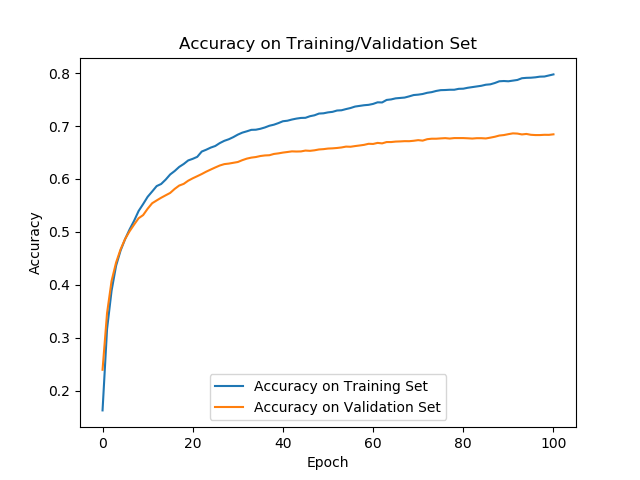 Accuracy on Training/Validation Set
0.8
0.7
0.6
0.5
0.4
0.3
0.2
Accuracy
Accuracy on Training Set
Accuracy on Validation Set
0 20 40 60 80 100
Epoch